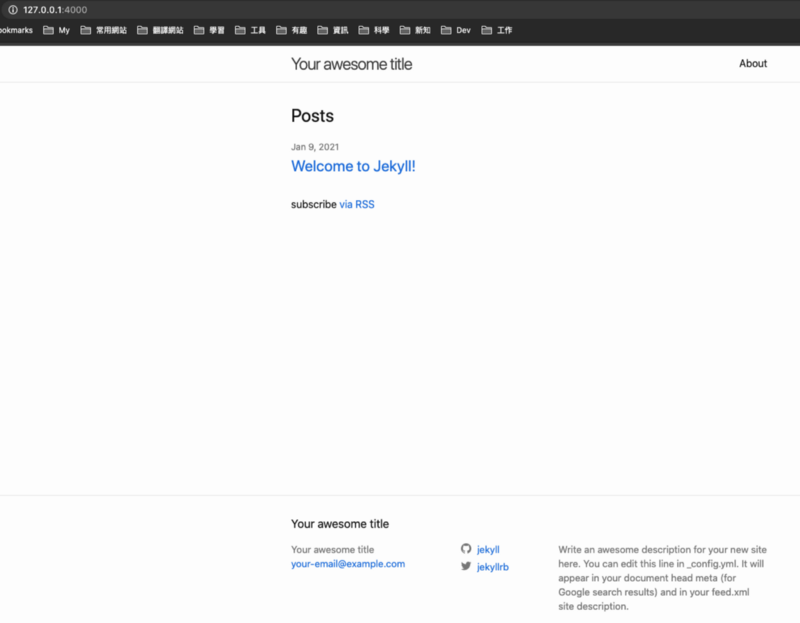 127.0.0.1:4000
ookmarks My 常用網站 翻譯網站 學習 工具 有趣 資訊 科學 新知 Dev 工作
Your awesome title About
Posts
Jan 9, 2021
Welcome to Jekyll!
subscribe via RSS
Your awesome title
Your awesome title
your-email@example.com
jekyll
jekyllrb
Write an awesome description for your new site
here. You can edit this line in _config.yml. It will
appear in your document head meta (for
Google search results) and in your feed.xml
site description.